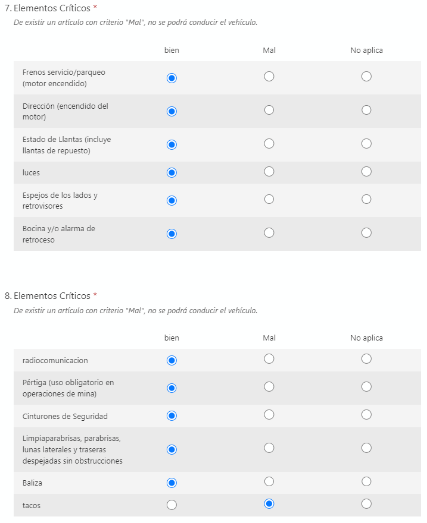 7. Elementos Críticos *
De existir un artículo con criterio "Mal", no se podrá conducir el vehículo.
bien Mal No aplica
Frenos servicio/parqueo
(motor encendido)
Dirección (encendido del
motor)
Estado de Llantas (incluye
llantas de repuesto)
luces
Espejos de los lados y
retrovisores
Bocina y/o alarma de
retroceso
8. Elementos Críticos *
De existir un artículo con criterio "Mal", no se podrá conducir el vehículo.
bien Mal No aplica
radiocomunicacion
Pértiga (uso obligatorio en
operaciones de mina)
Cinturones de Seguridad
Limpiaparabrisas, parabrisas,
lunas laterales y traseras
despejadas sin obstrucciones
Baliza
tacos